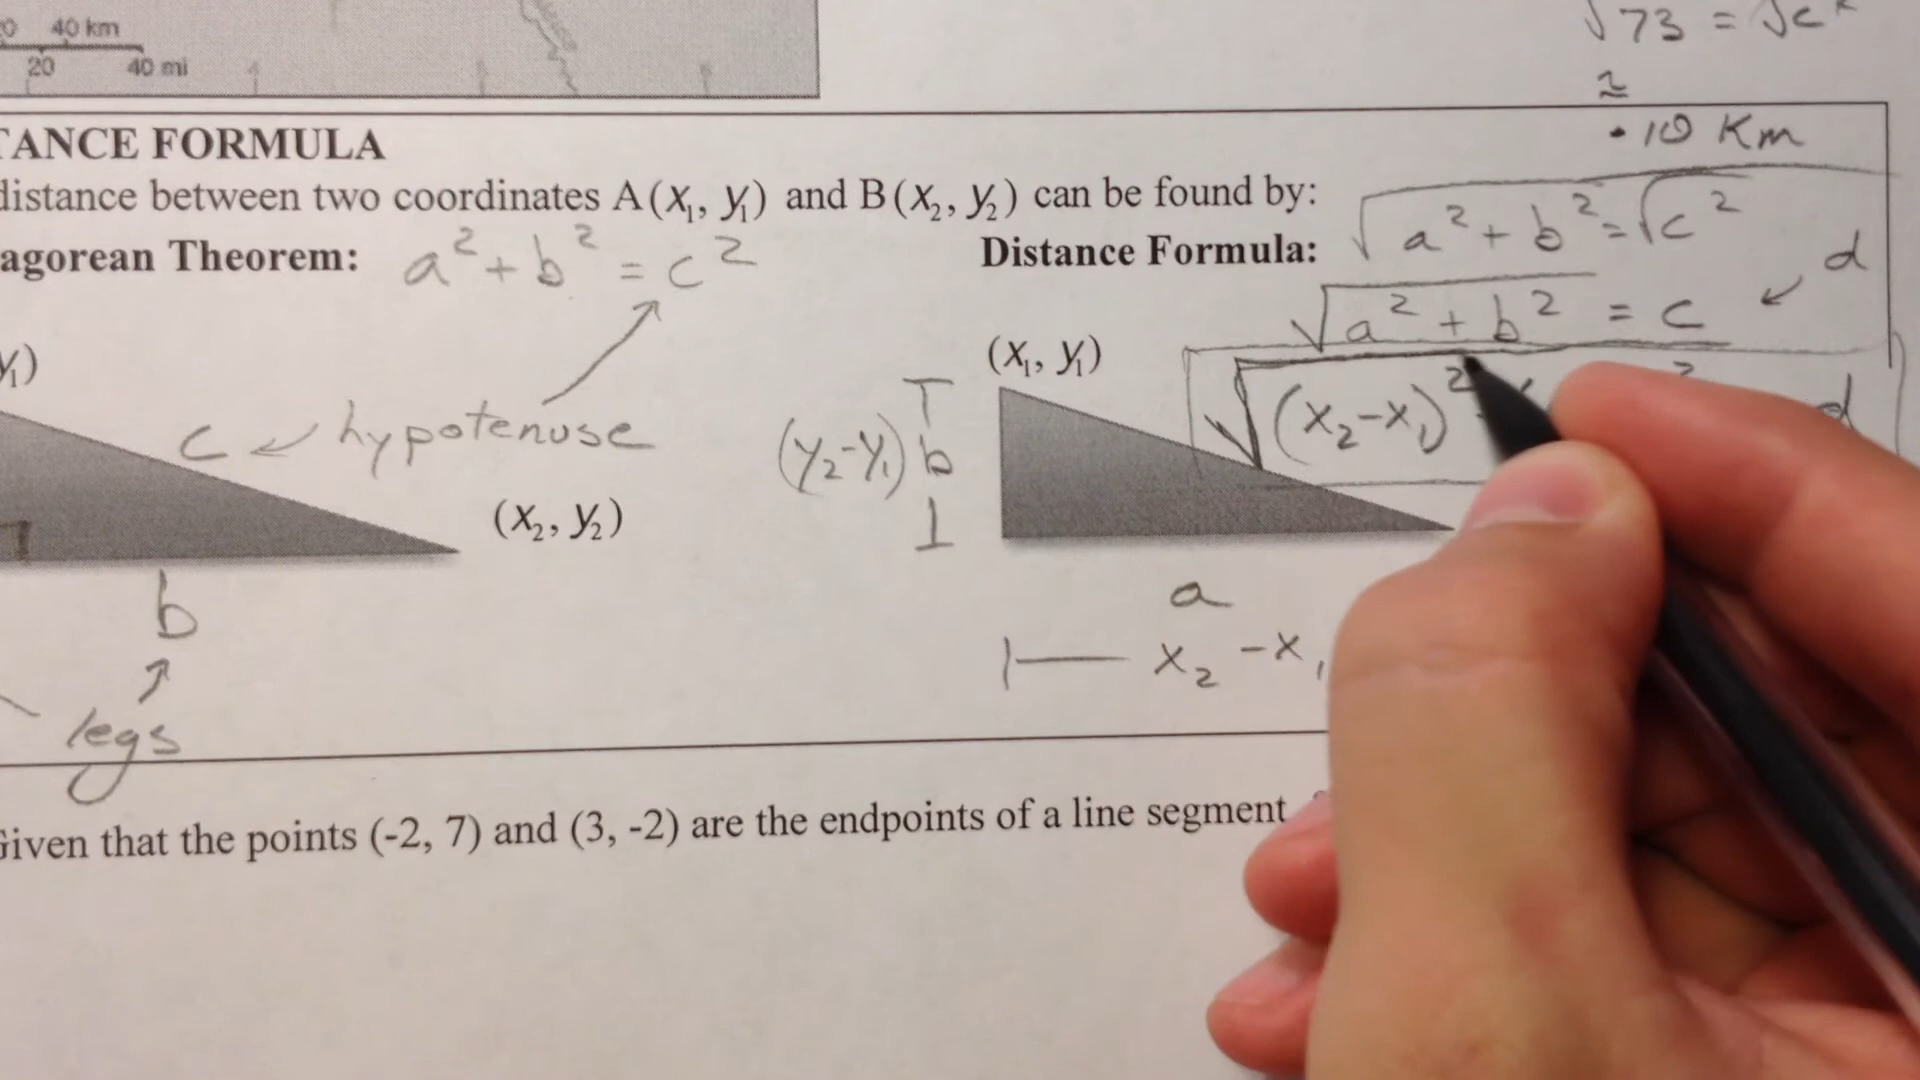 40 km
20 40 mi
√73 = √c²
≈
· 10 Km
TANCE FORMULA
distance between two coordinates A(x₁, y₁) and B(x₂, y₂) can be found by:
agorean Theorem: a² + b² = c²
Distance Formula: √a² + b² = √c²
d
√a² + b² = c
y₁)
(x₁, y₁)
√(x₂-x₁)²
d
c
hypotenuse
(y₂-y₁) b
(x₂, y₂)
b
a
x₂ - x₁
legs
Given that the points (-2, 7) and (3, -2) are the endpoints of a line segment